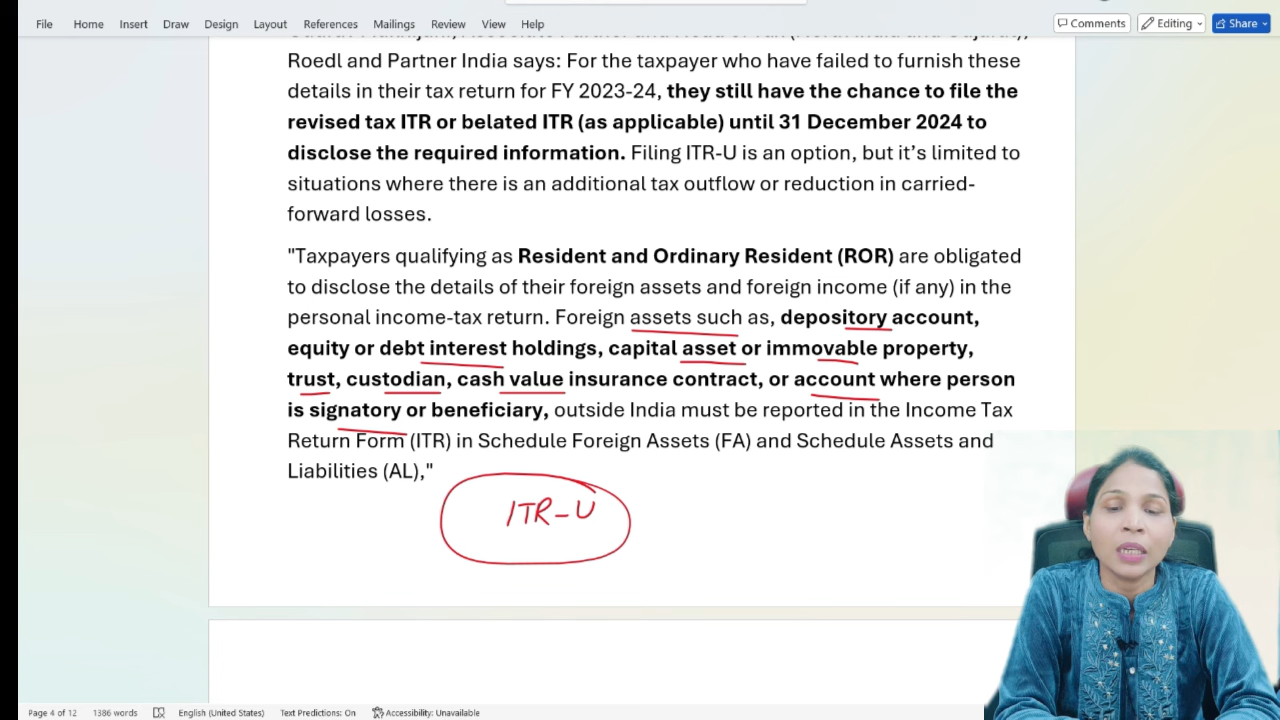 File Home Insert Draw Design Layout References Mailings Review View Help Comments Editing Share
Roedl and Partner India says: For the taxpayer who have failed to furnish these
details in their tax return for FY 2023-24, they still have the chance to file the
revised tax ITR or belated ITR (as applicable) until 31 December 2024 to
disclose the required information. Filing ITR-U is an option, but it’s limited to
situations where there is an additional tax outflow or reduction in carried-
forward losses.
"Taxpayers qualifying as Resident and Ordinary Resident (ROR) are obligated
to disclose the details of their foreign assets and foreign income (if any) in the
personal income-tax return. Foreign assets such as, depository account,
equity or debt interest holdings, capital asset or immovable property,
trust, custodian, cash value insurance contract, or account where person
is signatory or beneficiary, outside India must be reported in the Income Tax
Return Form (ITR) in Schedule Foreign Assets (FA) and Schedule Assets and
Liabilities (AL),"
ITR-U
Page 4 of 12 1386 words English (United States) Text Predictions: On Accessibility: Unavailable